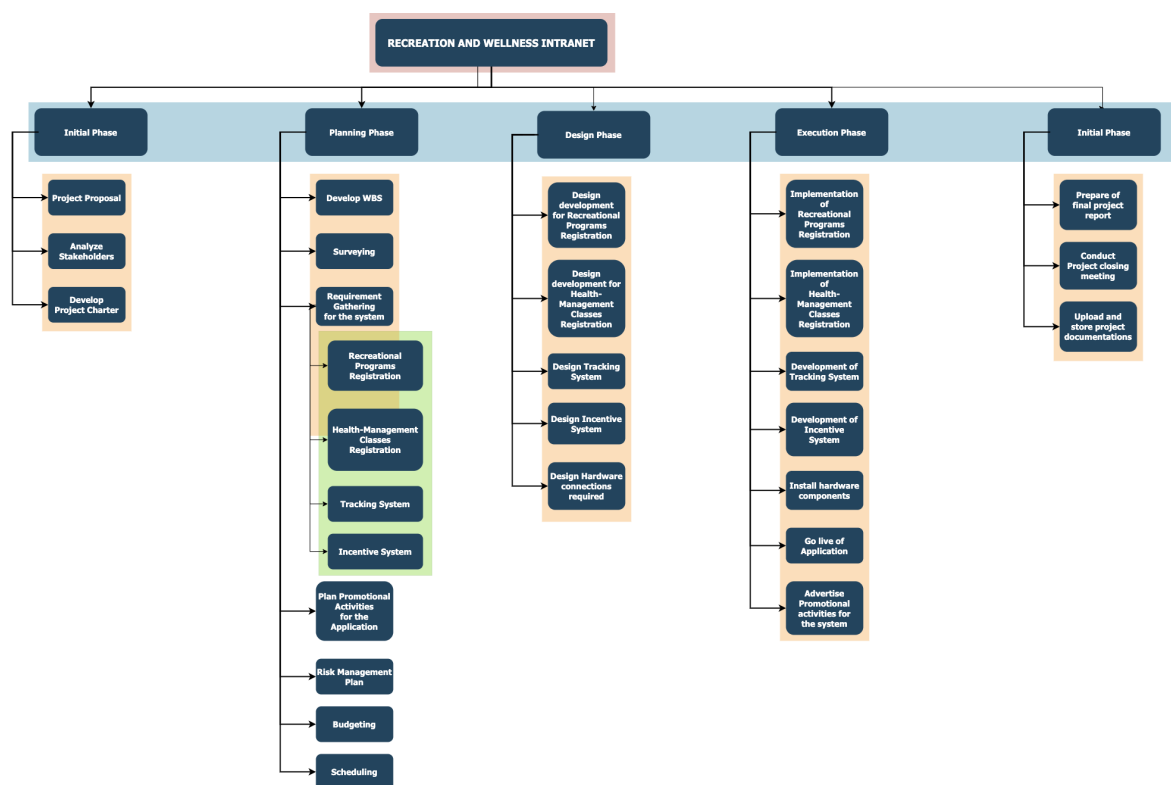 RECREATION AND WELLNESS INTRANET
Initial Phase
Planning Phase
Design Phase
Execution Phase
Initial Phase
Project Proposal
Analyze
Stakeholders
Develop
Project Charter
Develop WBS
Surveying
Requirement
Gathering
for the system
Recreational
Programs
Registration
Health-Management
Classes
Registration
Tracking System
Incentive System
Plan Promotional
Activities
for the
Application
Risk Management
Plan
Budgeting
Scheduling
Design
development
for Recreational
Programs
Registration
Design
development for
Health-
Management
Classes
Registration
Design Tracking
System
Design Incentive
System
Design Hardware
connections
required
Implementation
of
Recreational
Programs
Registration
Implementation
of Health-
Management
Classes
Registration
Development of
Tracking System
Development of
Incentive
System
Install hardware
components
Go live of
Application
Advertise
Promotional
activities for
the system
Prepare of
final project
report
Conduct
Project closing
meeting
Upload and
store project
documentations